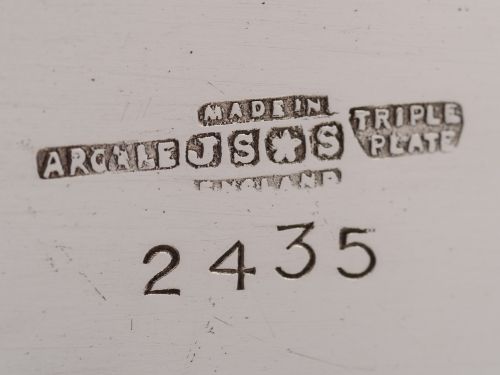 MADE IN
ARGYLE JS*S TRIPLE PLATE
ENGLAND
2435